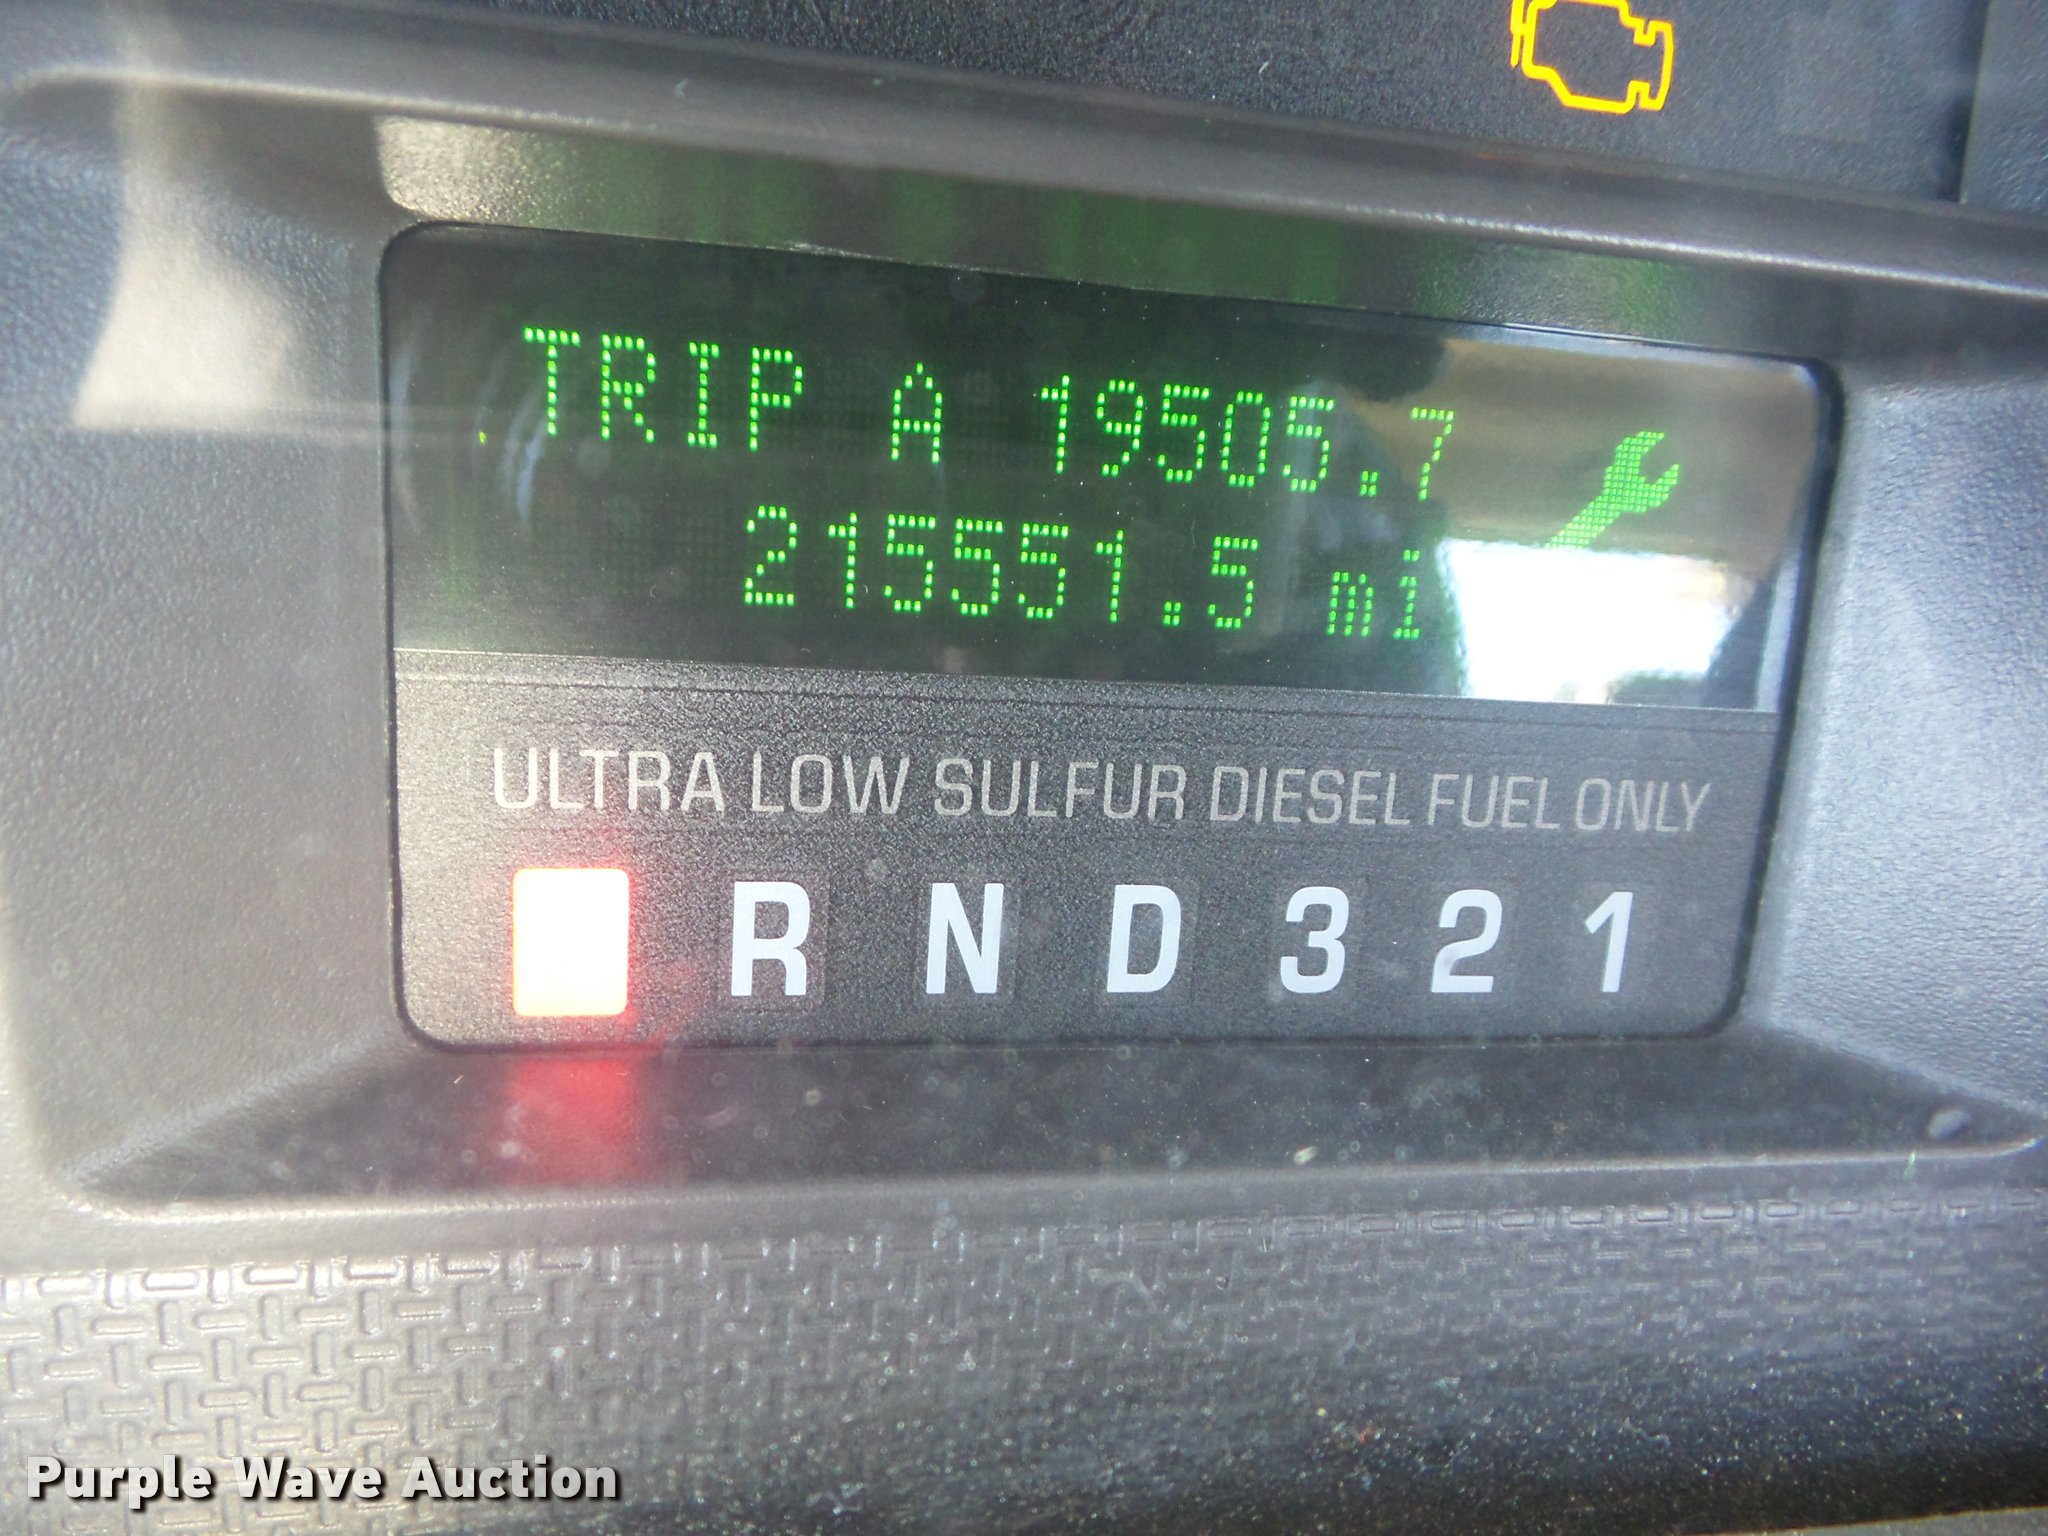 TRIP A 19505.7
215551.5 mi
ULTRA LOW SULFUR DIESEL FUEL ONLY
R N D 3 2 1
Purple Wave Auction